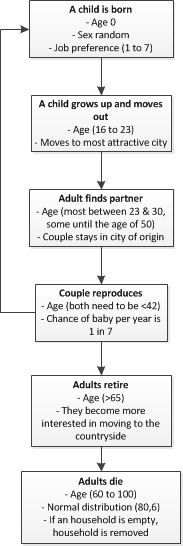 A child is born
- Age 0
- Sex random
- Job preference (1 to 7)
A child grows up and moves
out
- Age (16 to 23)
- Moves to most attractive city
Adult finds partner
- Age (most between 23 & 30,
some until the age of 50)
- Couple stays in city of origin
Couple reproduces
- Age (both need to be <42)
- Chance of baby per year is
1 in 7
Adults retire
- Age (>65)
- They become more
interested in moving to the
countryside
Adults die
- Age (60 to 100)
- Normal distribution (80,6)
- If an household is empty,
household is removed